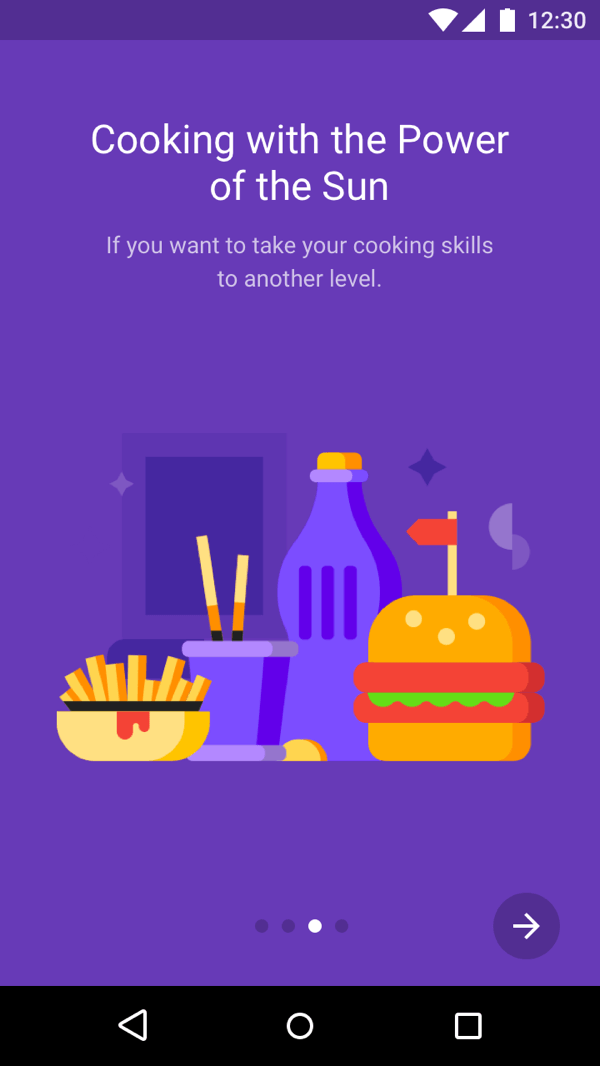 12:30
Cooking with the Power
of the Sun
If you want to take your cooking skills
to another level.